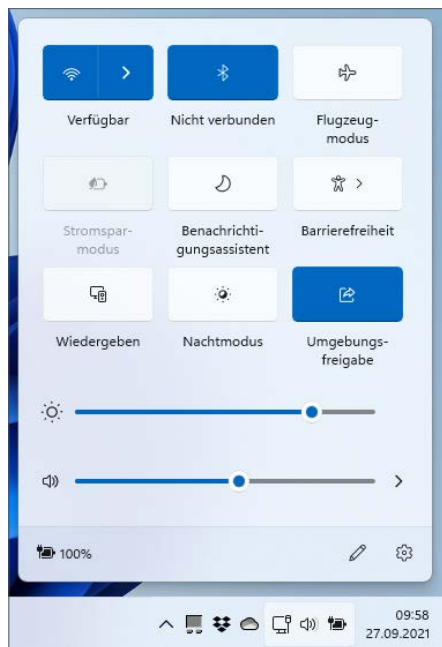 Verfügbar
Nicht verbunden
Flugzeug-
modus
Stromspar-
modus
Benachrichti-
gungsassistent
Barrierefreiheit
Wiedergeben
Nachtmodus
Umgebungs-
freigabe
100%
09:58
27.09.2021